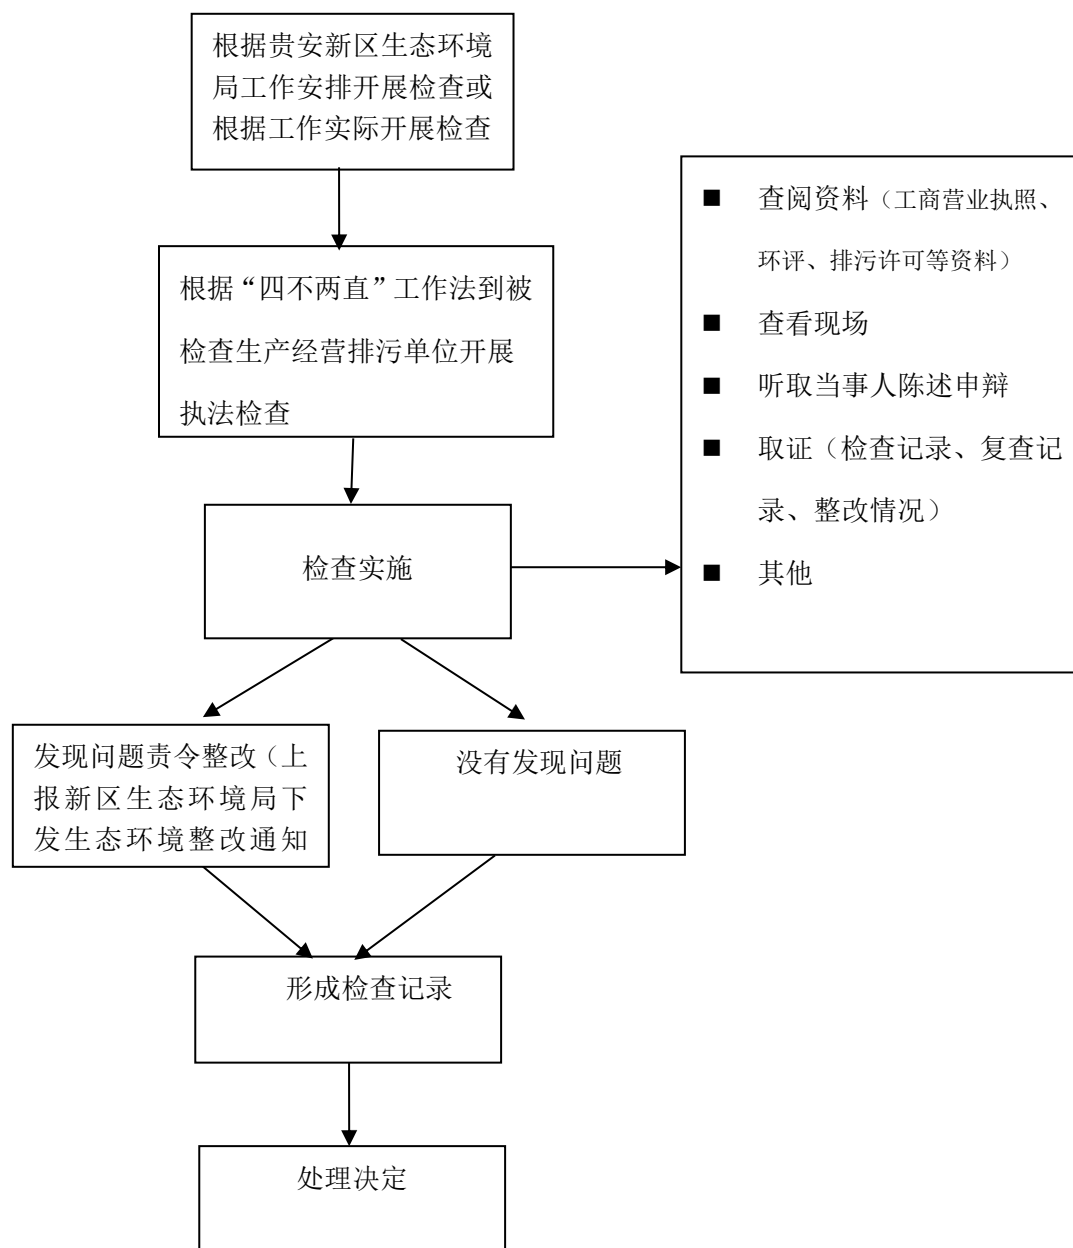 根据贵安新区生态环境
局工作安排开展检查或
根据工作实际开展检查
根据“四不两直”工作法到被
检查生产经营排污单位开展
执法检查
■ 查阅资料（工商营业执照、
环评、排污许可等资料）
■ 查看现场
■ 听取当事人陈述申辩
■ 取证（检查记录、复查记
录、整改情况）
■ 其他
检查实施
发现问题责令整改（上
报新区生态环境局下
发生态环境整改通知
没有发现问题
形成检查记录
处理决定